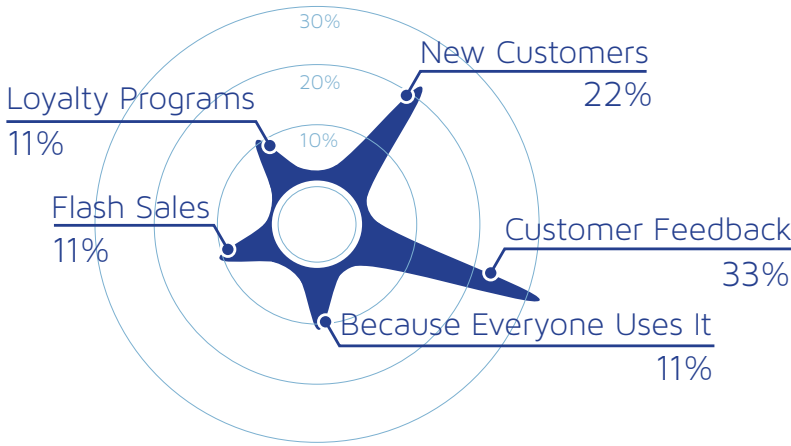 30%
New Customers
22%
20%
Loyalty Programs
11%
10%
Flash Sales
11%
Customer Feedback
33%
Because Everyone Uses It
11%